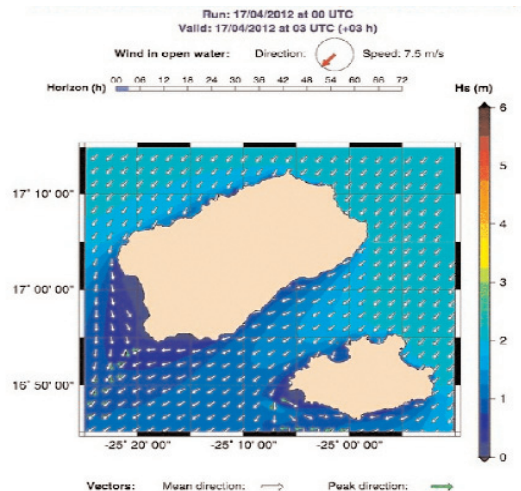 Run: 17/04/2012 at 00 UTC
Valid: 17/04/2012 at 03 UTC (+03 h)
Wind in open water: Direction: Speed: 7.5 m/s
00 06 12 18 24 30 36 42 48 54 60 66 72
Horizon (h) Hs (m)
6
5
4
3
2
1
0
17° 10' 00"
17° 00' 00"
16° 50' 00"
-25° 20' 00" -25° 10' 00" -25° 00' 00"
Vectors: Mean direction: Peak direction: